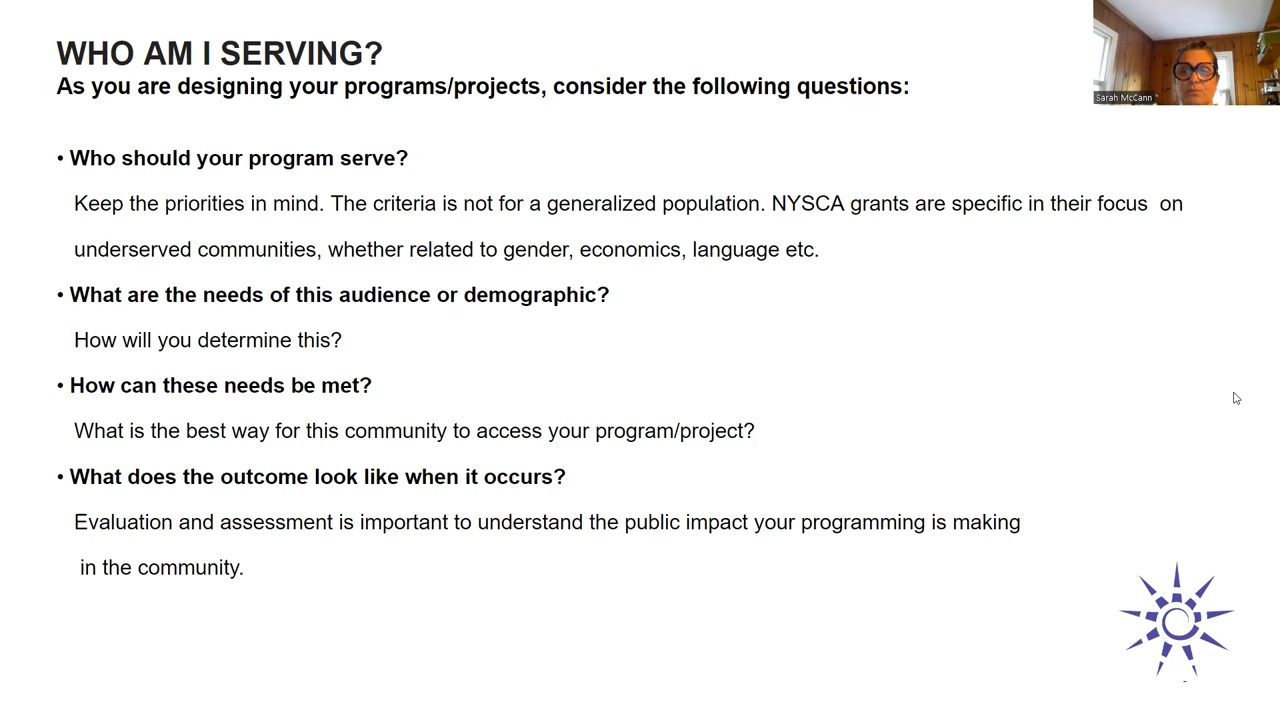 WHO AM I SERVING?
As you are designing your programs/projects, consider the following questions:
Sarah McCann
• Who should your program serve?
Keep the priorities in mind. The criteria is not for a generalized population. NYSCA grants are specific in their focus on
underserved communities, whether related to gender, economics, language etc.
• What are the needs of this audience or demographic?
How will you determine this?
• How can these needs be met?
What is the best way for this community to access your program/project?
• What does the outcome look like when it occurs?
Evaluation and assessment is important to understand the public impact your programming is making
in the community.